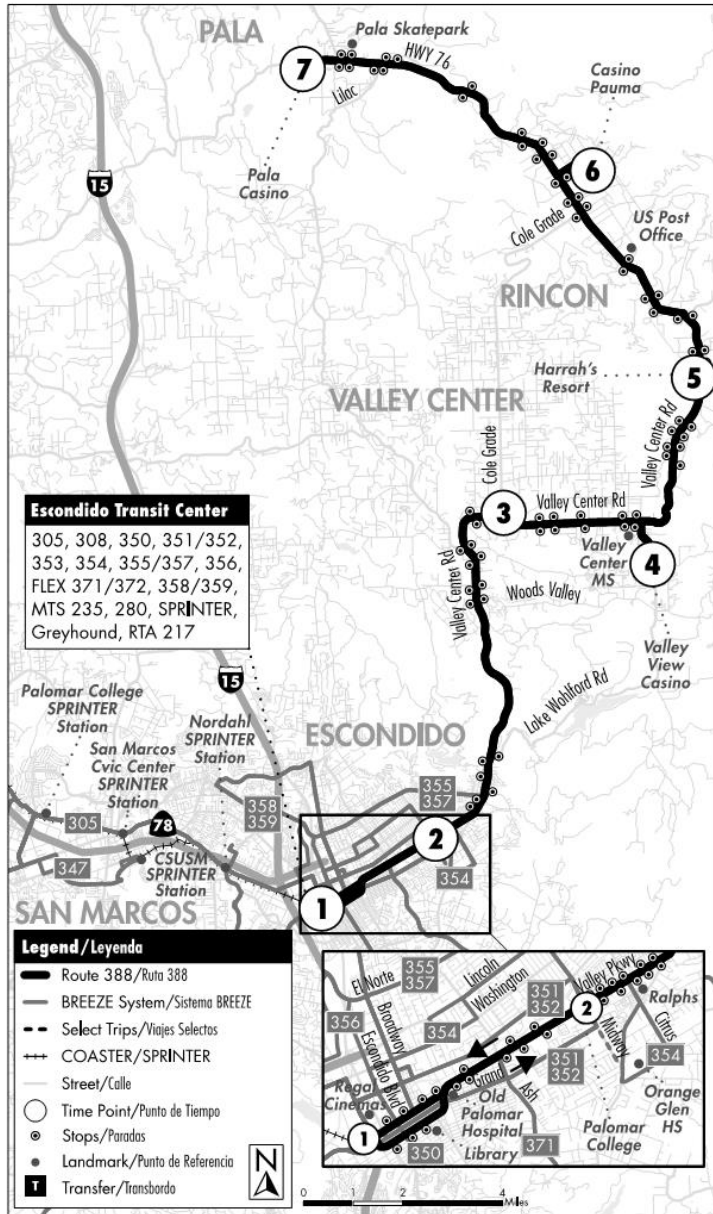 PALA
Pala Skatepark
HWY 76
7
Lilac
Casino
Pauma
15
Pala
Casino
6
Cole Grade
US Post
Office
RINCON
Harrah's
Resort
5
VALLEY CENTER
Valley Center Rd
Cole Grade
3
Valley Center Rd
Valley
Center
MS
4
Valley Center Rd
Woods Valley
Valley
View
Casino
Lake Wohlford Rd
Escondido Transit Center
305, 308, 350, 351/352,
353, 354, 355/357, 356,
FLEX 371/372, 358/359,
MTS 235, 280, SPRINTER,
Greyhound, RTA 217
15
Palomar College
SPRINTER
Station
Nordahl
SPRINTER
Station
San Marcos
Cvic Center
SPRINTER
Station
ESCONDIDO
358
359
355
357
305
78
2
347
CSUSM
SPRINTER
Station
354
1
SAN MARCOS
Legend/Leyenda
Route 388/Ruta 388
BREEZE System/Sistema BREEZE
Select Trips/Viajes Selectos
COASTER/SPRINTER
Street/Calle
Time Point/Punto de Tiempo
Stops/Paradas
Landmark/Punto de Referencia
T Transfer/Transbordo
N
0 2 4
Miles
El Norte
355
357
Lincoln
Washington
351
352
Valley Pkwy
2
Ralphs
356
Broadway
354
Midway
Citrus
Escondido Blvd
Grand
351
352
354
Regal
Cinemas
Ash
Old
Palomar
Hospital
Orange
Glen
HS
1
350
Library
371
Palomar
College